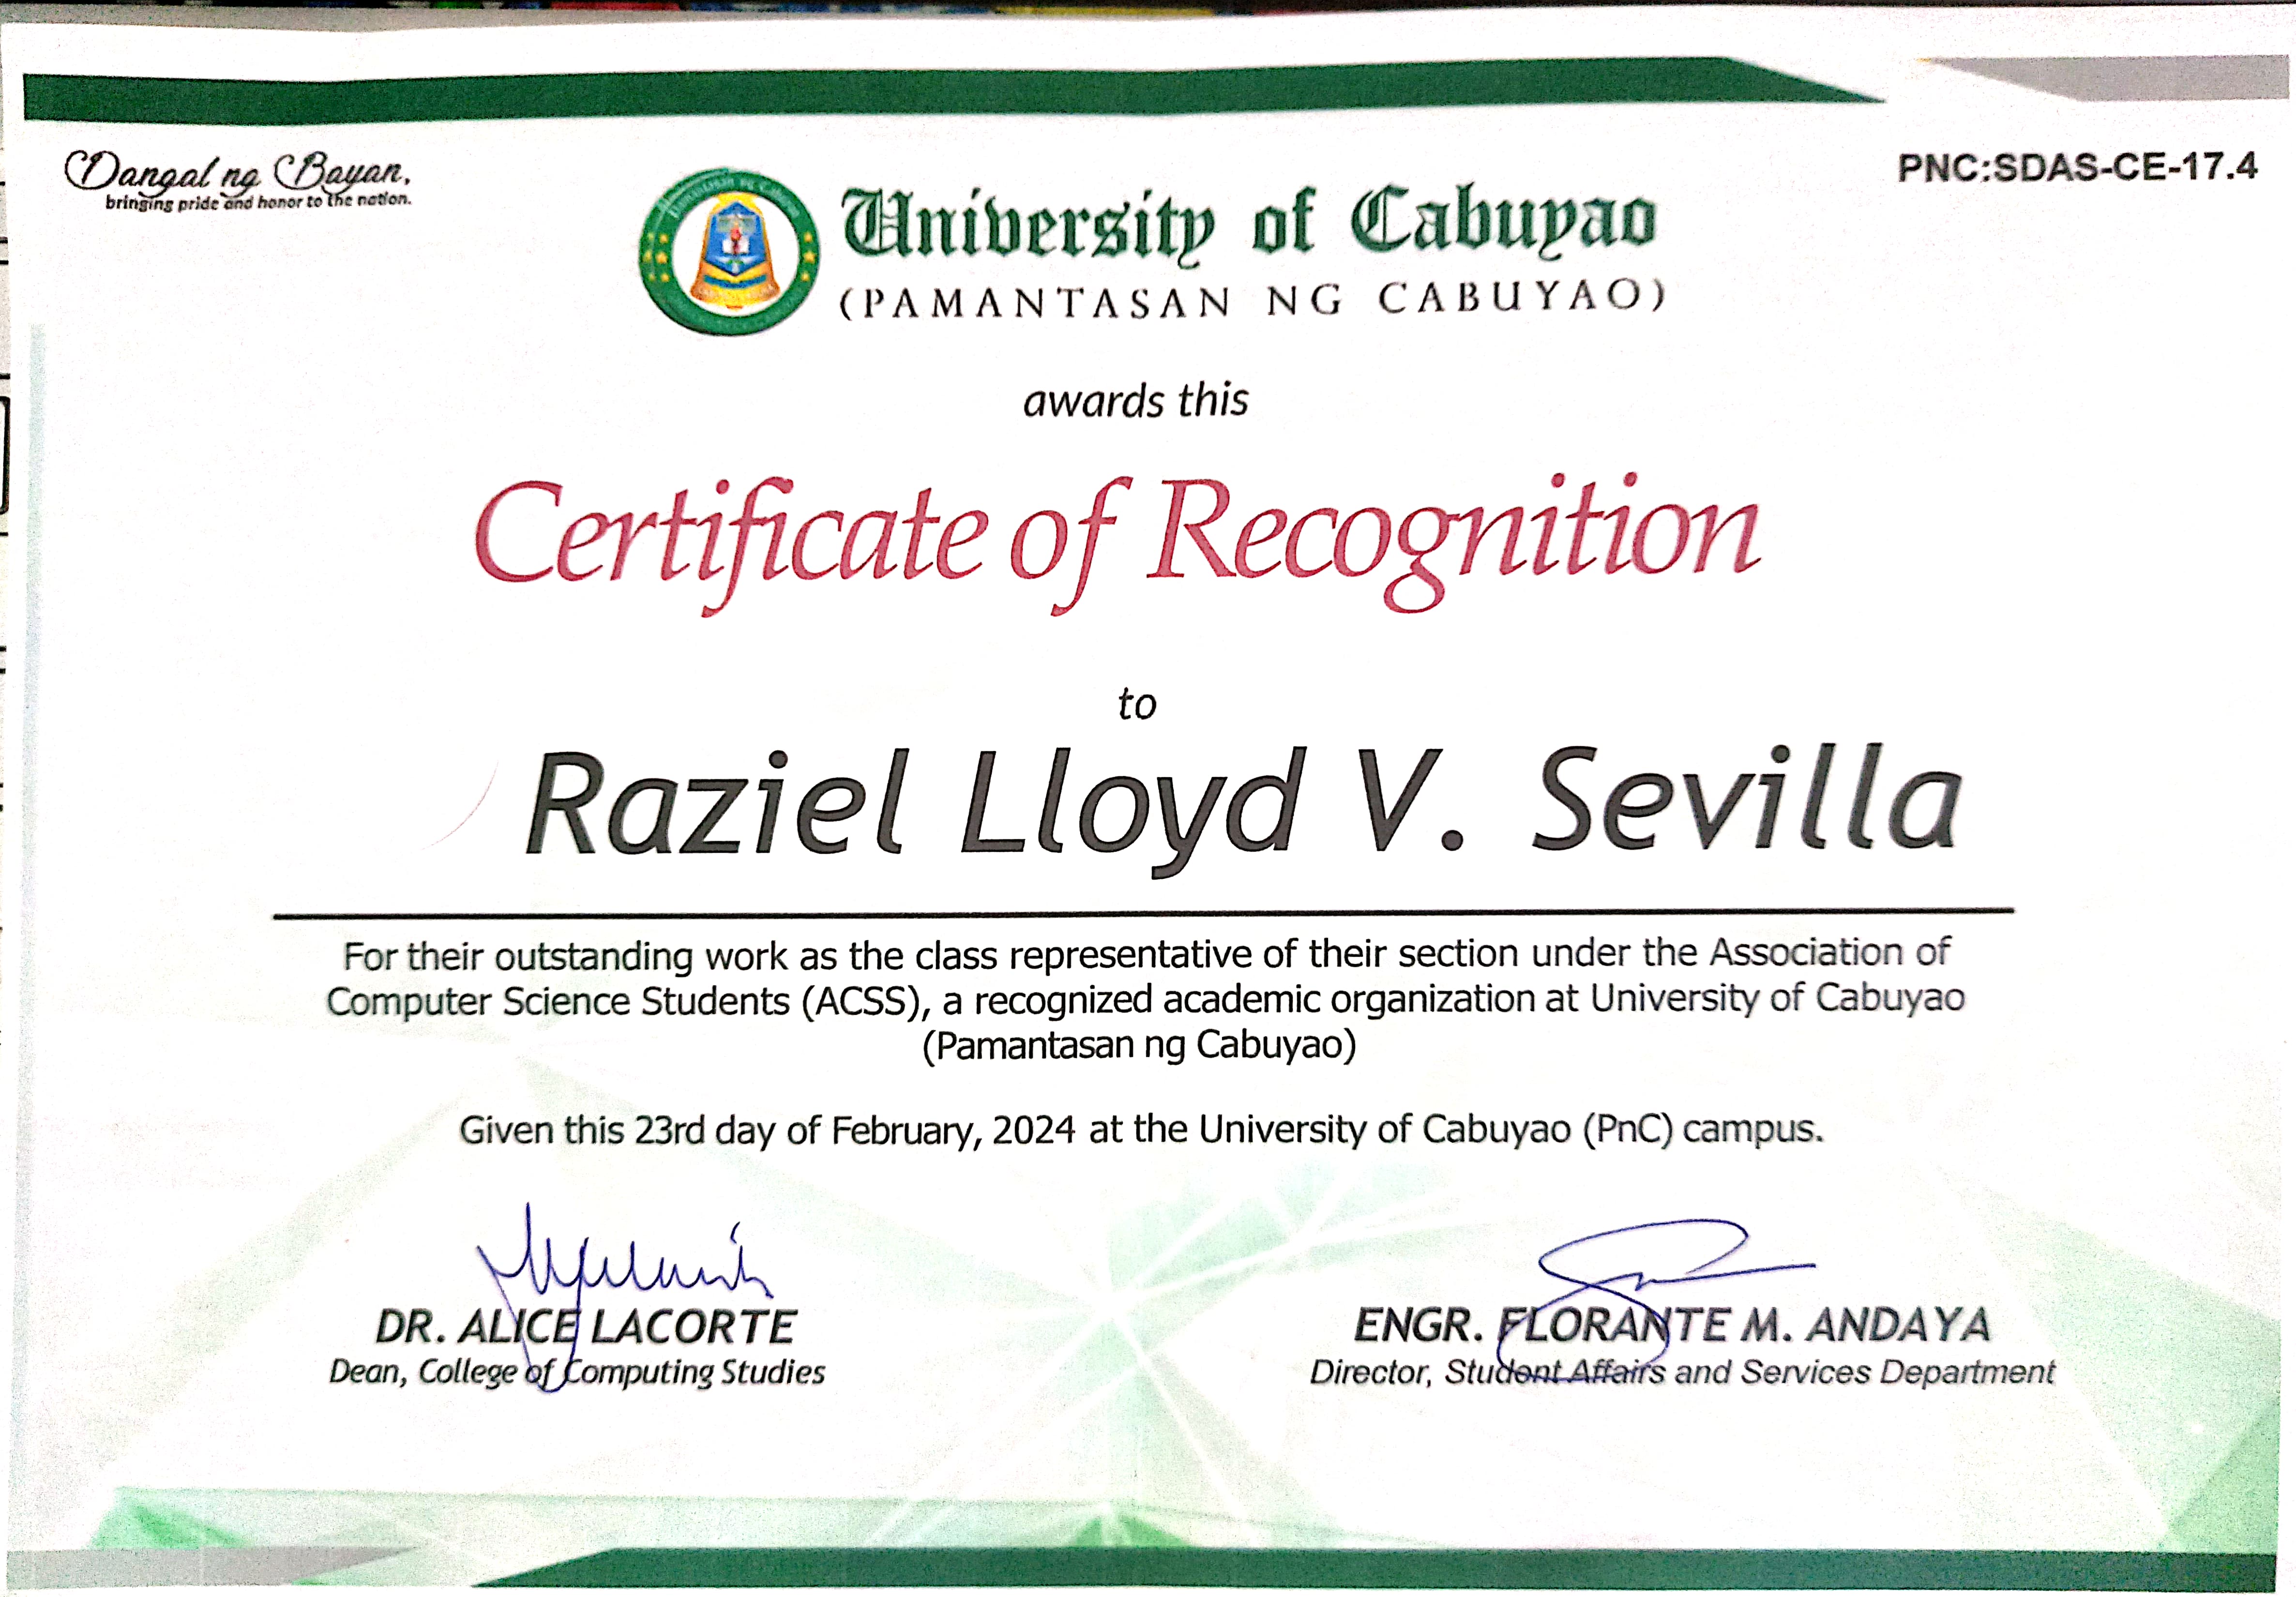 Dangal ng Bayan,
bringing pride and honor to the nation.
PNC:SDAS-CE-17.4
University of Cabuyao
(PAMANTASAN NG CABUYAO)
awards this
Certificate of Recognition
to
Raziel Lloyd V. Sevilla
For their outstanding work as the class representative of their section under the Association of
Computer Science Students (ACSS), a recognized academic organization at University of Cabuyao
(Pamantasan ng Cabuyao)
Given this 23rd day of February, 2024 at the University of Cabuyao (PnC) campus.
DR. ALICE LACORTE
Dean, College of Computing Studies
ENGR. FLORANTE M. ANDAYA
Director, Student Affairs and Services Department